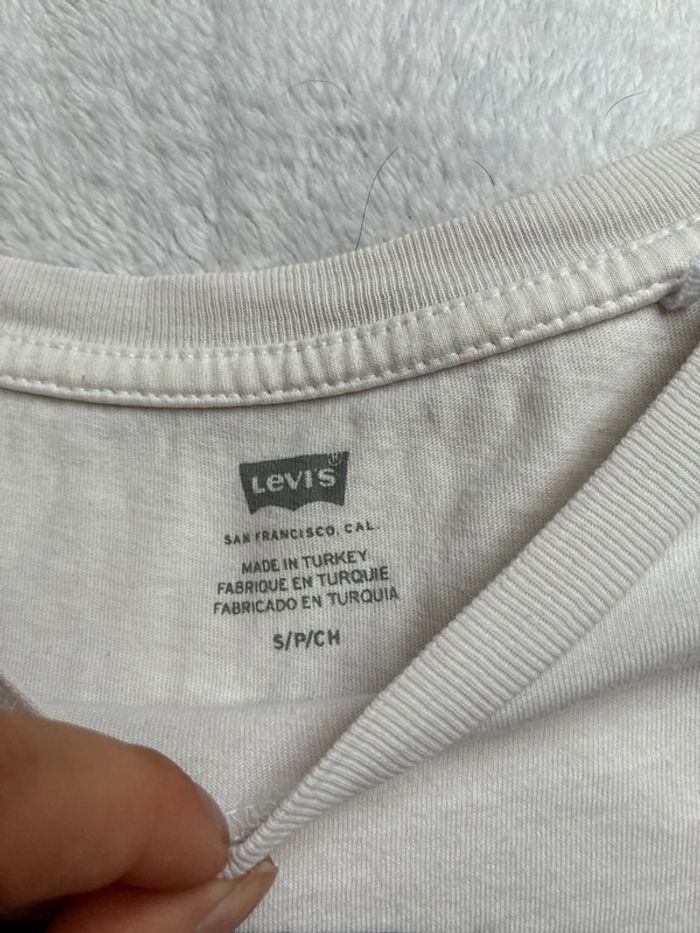 LEVI'S®
SAN FRANCISCO, CAL.
MADE IN TURKEY
FABRIQUE EN TURQUIE
FABRICADO EN TURQUIA
S/P/CH